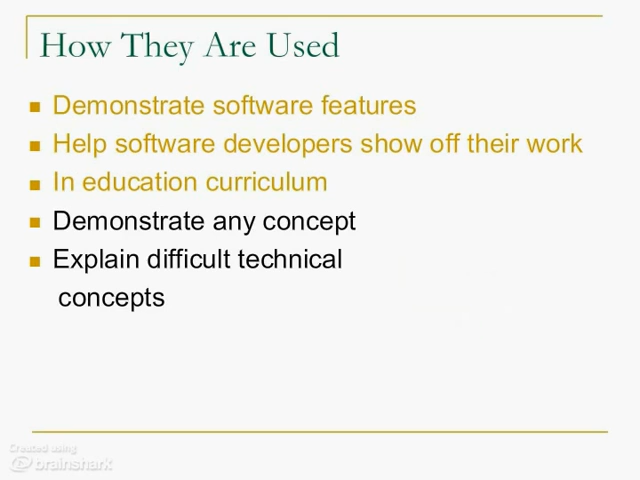 How They Are Used
Demonstrate software features
Help software developers show off their work
In education curriculum
Demonstrate any concept
Explain difficult technical
concepts
Created using
brainshark